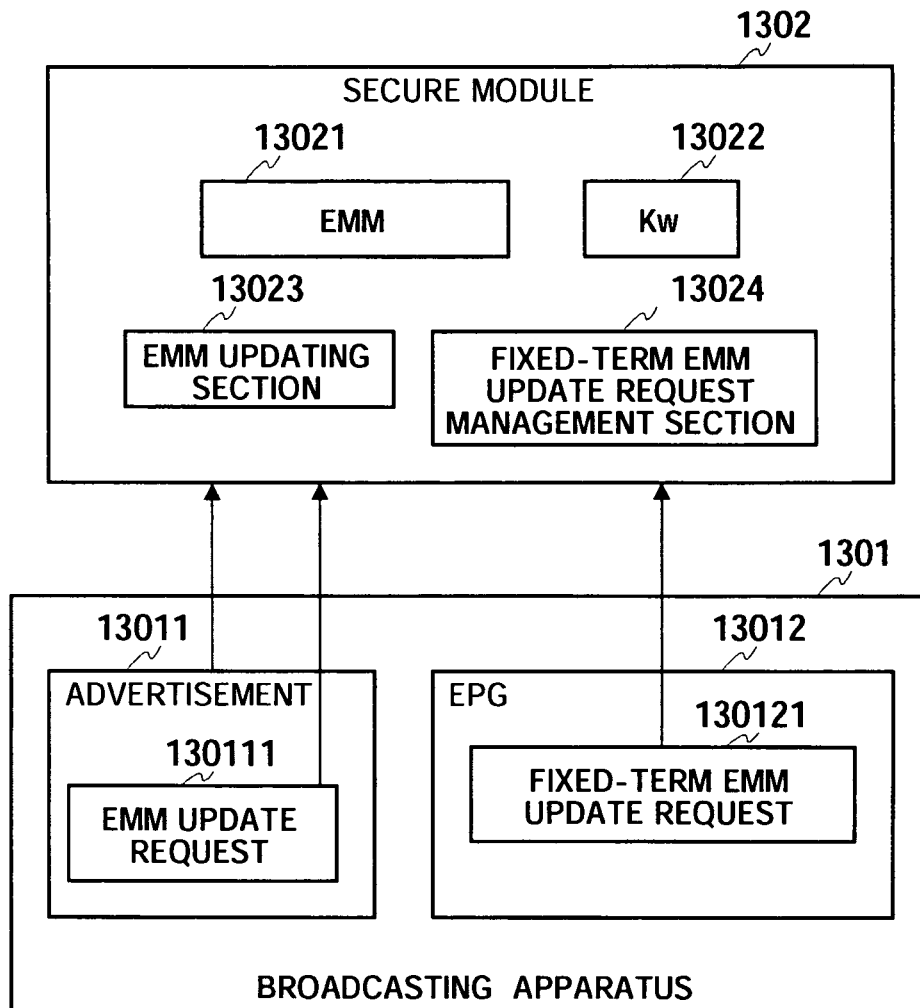 1302
SECURE MODULE
13021
13022
EMM
Kw
13023
13024
EMM UPDATING
SECTION
FIXED-TERM EMM
UPDATE REQUEST
MANAGEMENT SECTION
1301
13011
13012
ADVERTISEMENT
EPG
130111
130121
EMM UPDATE
REQUEST
FIXED-TERM EMM
UPDATE REQUEST
BROADCASTING APPARATUS